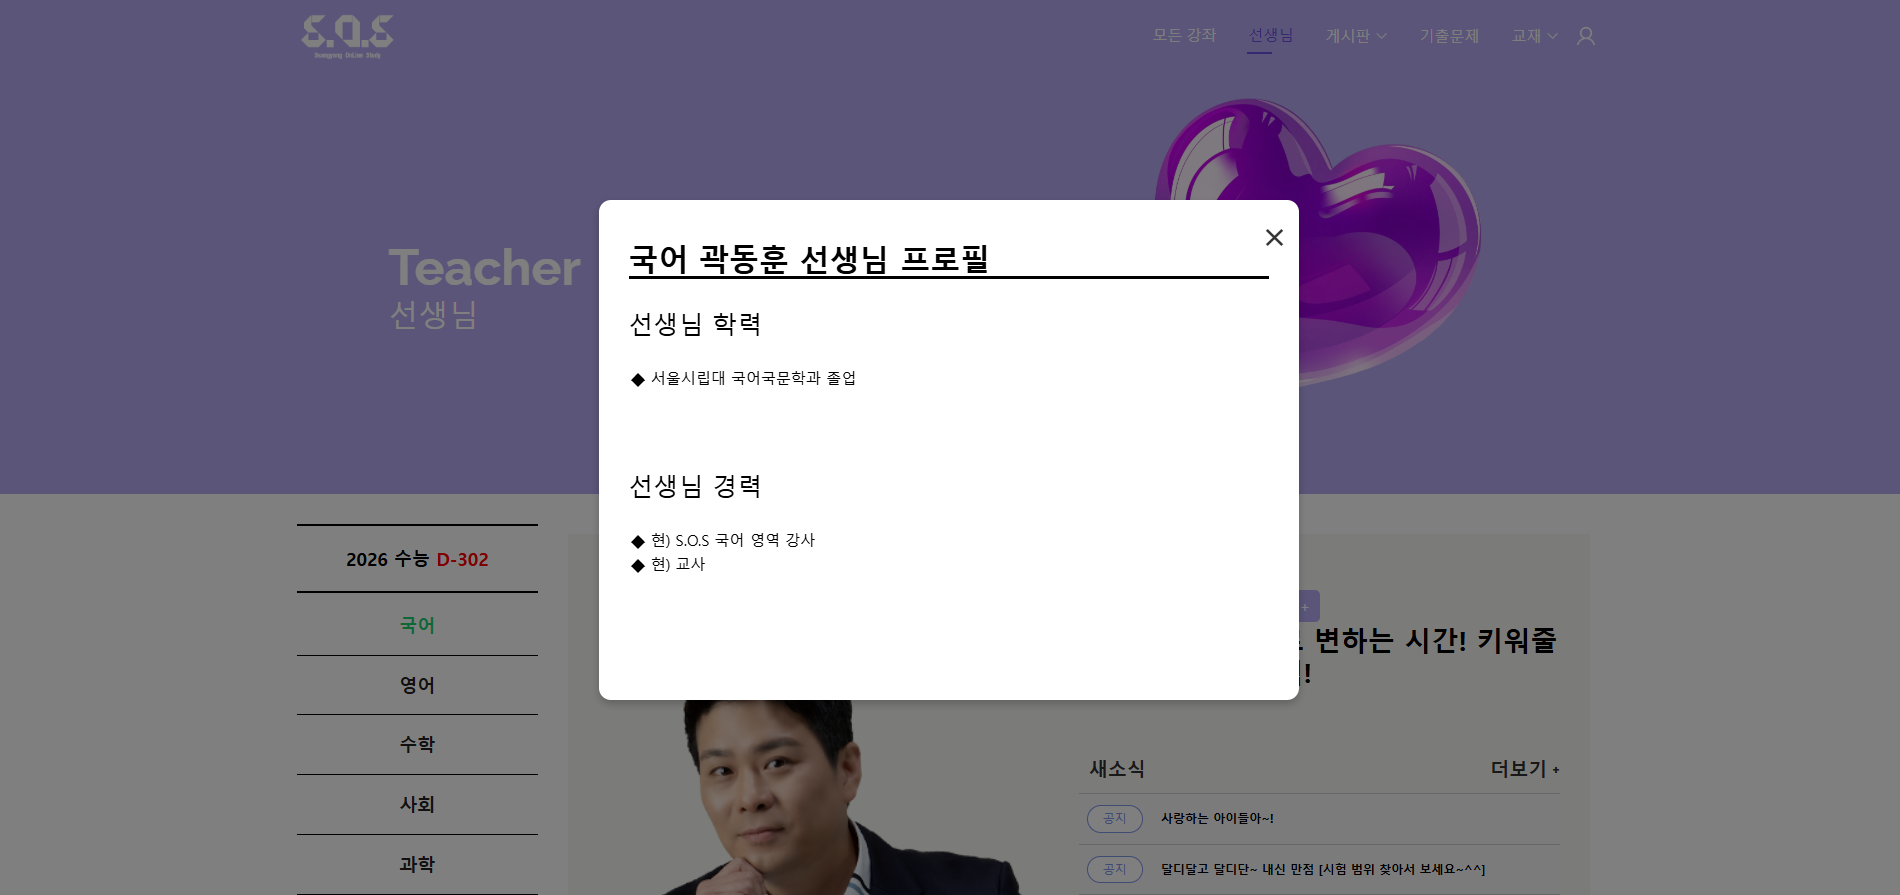 S.O.S
Ssangyong OnLine Study
모든 강좌
선생님
게시판
기출문제
교재
Teacher
선생님
국어 곽동훈 선생님 프로필
선생님 학력
◆ 서울시립대 국어국문학과 졸업
선생님 경력
◆ 현) S.O.S 국어 영역 강사
◆ 현) 교사
2026 수능 D-302
국어
영어
수학
사회
과학
+
변하는 시간! 키워줄
!
새소식
더보기 +
공지 사랑하는 아이들아~!
공지 달디달고 달디단~ 내신 만점 [시험 범위 찾아서 보세요~^^]